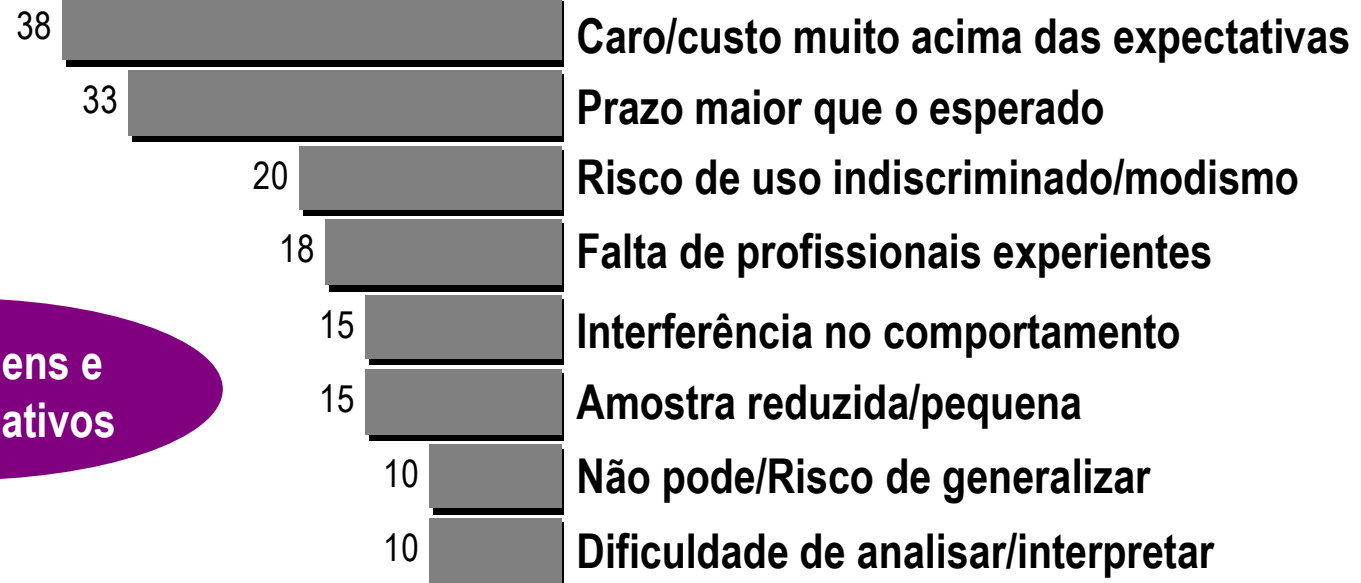 38 Caro/custo muito acima das expectativas
33 Prazo maior que o esperado
20 Risco de uso indiscriminado/modismo
18 Falta de profissionais experientes
15 Interferência no comportamento
ens e
ativos
15 Amostra reduzida/pequena
10 Não pode/Risco de generalizar
10 Dificuldade de analisar/interpretar